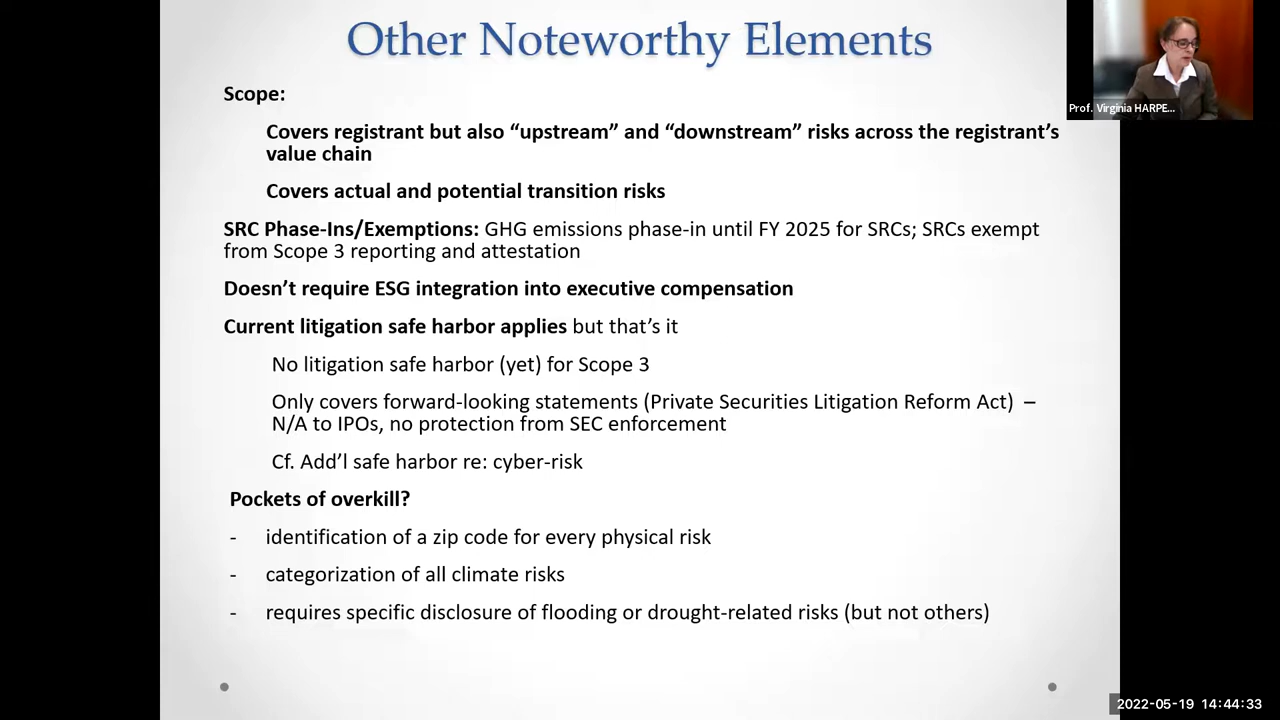 Other Noteworthy Elements
Scope:
Covers registrant but also “upstream” and “downstream” risks across the registrant’s
value chain
Covers actual and potential transition risks
SRC Phase-Ins/Exemptions: GHG emissions phase-in until FY 2025 for SRCs; SRCs exempt
from Scope 3 reporting and attestation
Doesn’t require ESG integration into executive compensation
Current litigation safe harbor applies but that’s it
No litigation safe harbor (yet) for Scope 3
Only covers forward-looking statements (Private Securities Litigation Reform Act) –
N/A to IPOs, no protection from SEC enforcement
Cf. Add’l safe harbor re: cyber-risk
Pockets of overkill?
- identification of a zip code for every physical risk
- categorization of all climate risks
- requires specific disclosure of flooding or drought-related risks (but not others)
Prof. Virginia HARPE...
2022-05-19 14:44:33